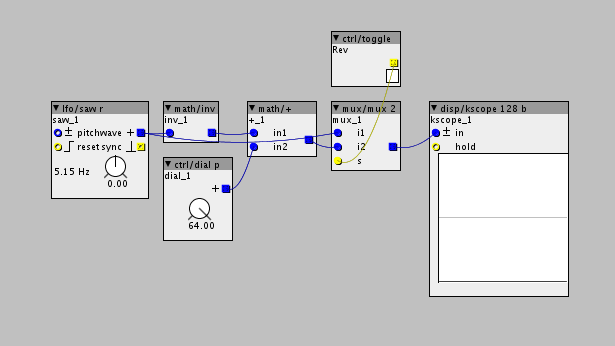 ctrl/toggle
Rev
lfo/saw r
saw_1
pitch wave +
reset sync
5.15 Hz
0.00
math/inv
inv_1
math/+
+_1
in1
in2
ctrl/dial p
dial_1
+
64.00
mux/mux 2
mux_1
i1
i2
s
disp/kscope 128 b
kscope_1
± in
hold